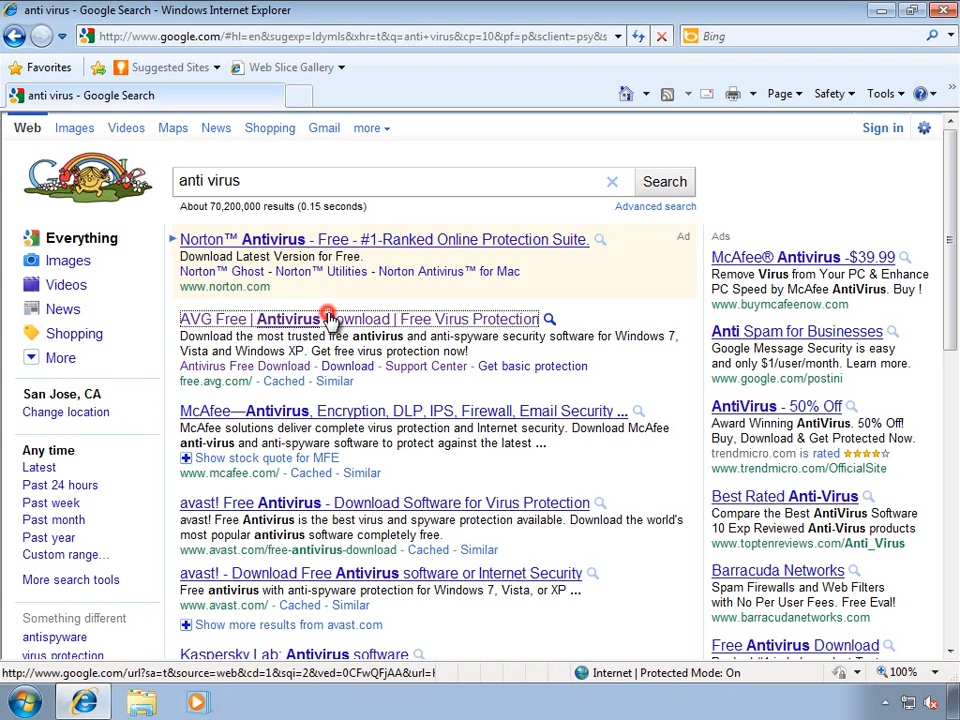 anti virus - Google Search - Windows Internet Explorer
http://www.google.com/#hl=en&sugexp=ldymls&xhr=t&q=anti+virus&cp=10&pf=p&sclient=psy&s
Bing
Favorites
Suggested Sites
Web Slice Gallery
anti virus - Google Search
Page
Safety
Tools
»
Web Images Videos Maps News Shopping Gmail more
Sign in
anti virus
Search
About 70,200,000 results (0.15 seconds)
Advanced search
Everything
Images
Videos
News
Shopping
More
San Jose, CA
Change location
Any time
Latest
Past 24 hours
Past week
Past month
Past year
Custom range...
More search tools
Something different
antispyware
virus protection
Norton™ Antivirus - Free - #1-Ranked Online Protection Suite.
Ad
Download Latest Version for Free.
Norton™ Ghost - Norton™ Utilities - Norton Antivirus™ for Mac
www.norton.com
AVG Free | Antivirus Download | Free Virus Protection
Download the most trusted free antivirus and anti-spyware security software for Windows 7,
Vista and Windows XP. Get free virus protection now!
Antivirus Free Download - Download - Support Center - Get basic protection
free.avg.com/ - Cached - Similar
McAfee—Antivirus, Encryption, DLP, IPS, Firewall, Email Security ...
McAfee solutions deliver complete virus protection and Internet security. Download McAfee
anti-virus and anti-spyware software to protect against the latest ...
Show stock quote for MFE
www.mcafee.com/ - Cached - Similar
avast! Free Antivirus - Download Software for Virus Protection
avast! Free Antivirus is the best virus and spyware protection available. Download the world's
most popular antivirus software completely free.
www.avast.com/free-antivirus-download - Cached - Similar
avast! - Download Free Antivirus software or Internet Security
Free antivirus with anti-spyware protection for Windows 7, Vista, or XP ...
www.avast.com/ - Cached - Similar
Show more results from avast.com
Kaspersky Lab: Antivirus software
Ads
McAfee® Antivirus -$39.99
Remove Virus from Your PC & Enhance
PC Speed by McAfee AntiVirus. Buy !
www.buymcafeenow.com
Anti Spam for Businesses
Google Message Security is easy
and only $1/user/month. Learn more.
www.google.com/postini
AntiVirus - 50% Off
Award Winning AntiVirus. 50% Off!
Buy, Download & Get Protected Now.
trendmicro.com is rated
www.trendmicro.com/OfficialSite
Best Rated Anti-Virus
Compare the Best AntiVirus Software
10 Exp Reviewed Anti-Virus products
www.toptenreviews.com/Anti_Virus
Barracuda Networks
Spam Firewalls and Web Filters
with No Per User Fees. Free Eval!
www.barracudanetworks.com
Free Antivirus Download
http://www.google.com/url?sa=t&source=web&cd=1&sqi=2&ved=0CFwQFjAA&url=h
Internet | Protected Mode: On
100%